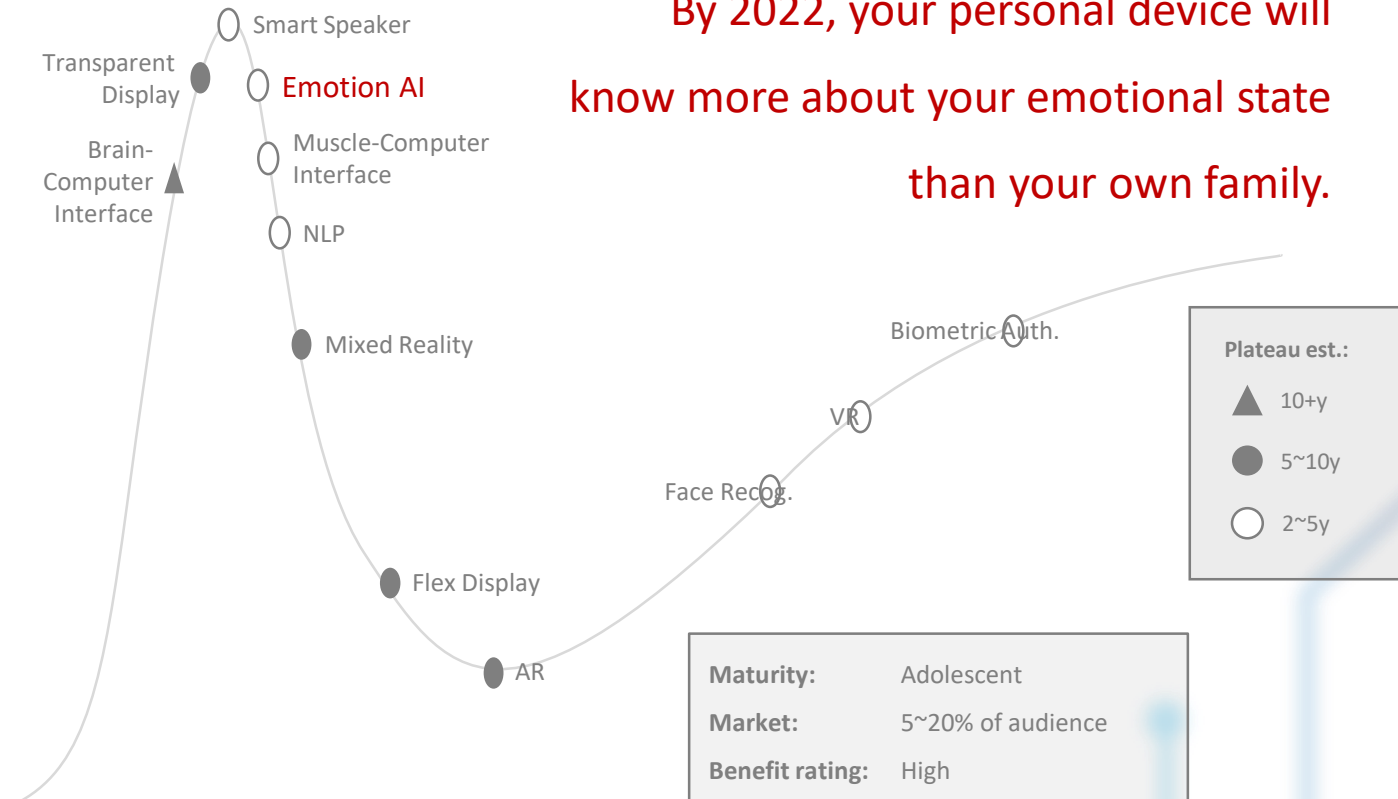 By 2022, your personal device will
know more about your emotional state
than your own family.
Smart Speaker
Transparent
Display
Emotion AI
Brain-
Computer
Interface
Muscle-Computer
Interface
NLP
Mixed Reality
Flex Display
AR
Face Recog.
VR
Biometric Auth.
Plateau est.:
10+y
5~10y
2~5y
Maturity: Adolescent
Market: 5~20% of audience
Benefit rating: High